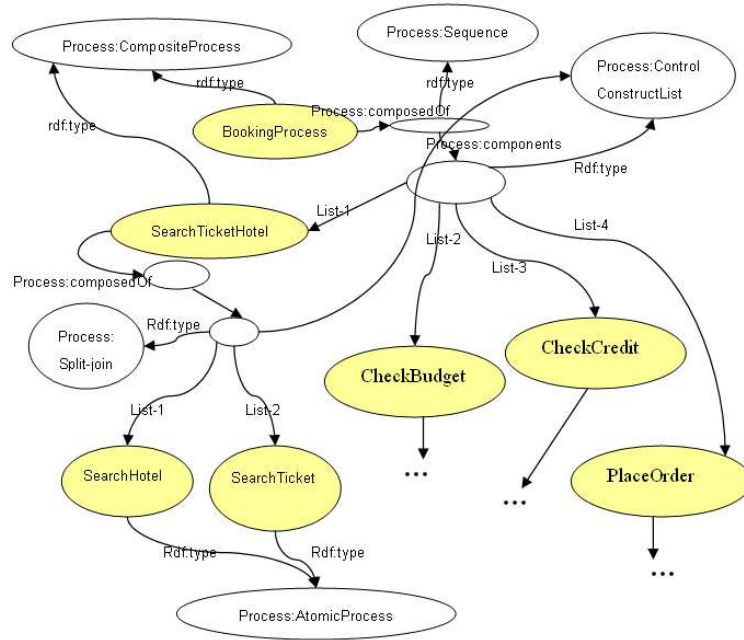 Process:CompositeProcess
Process:Sequence
Process:Control
ConstructList
rdf:type
rdf:type
rdf:type
Process:composedOf
BookingProcess
Process:components
Rdf:type
List-1
List-2
List-3
List-4
SearchTicketHotel
Process:composedOf
Rdf:type
Process:
Split-join
CheckBudget
CheckCredit
PlaceOrder
List-1
List-2
SearchHotel
SearchTicket
...
...
...
Rdf:type
Rdf:type
Process:AtomicProcess